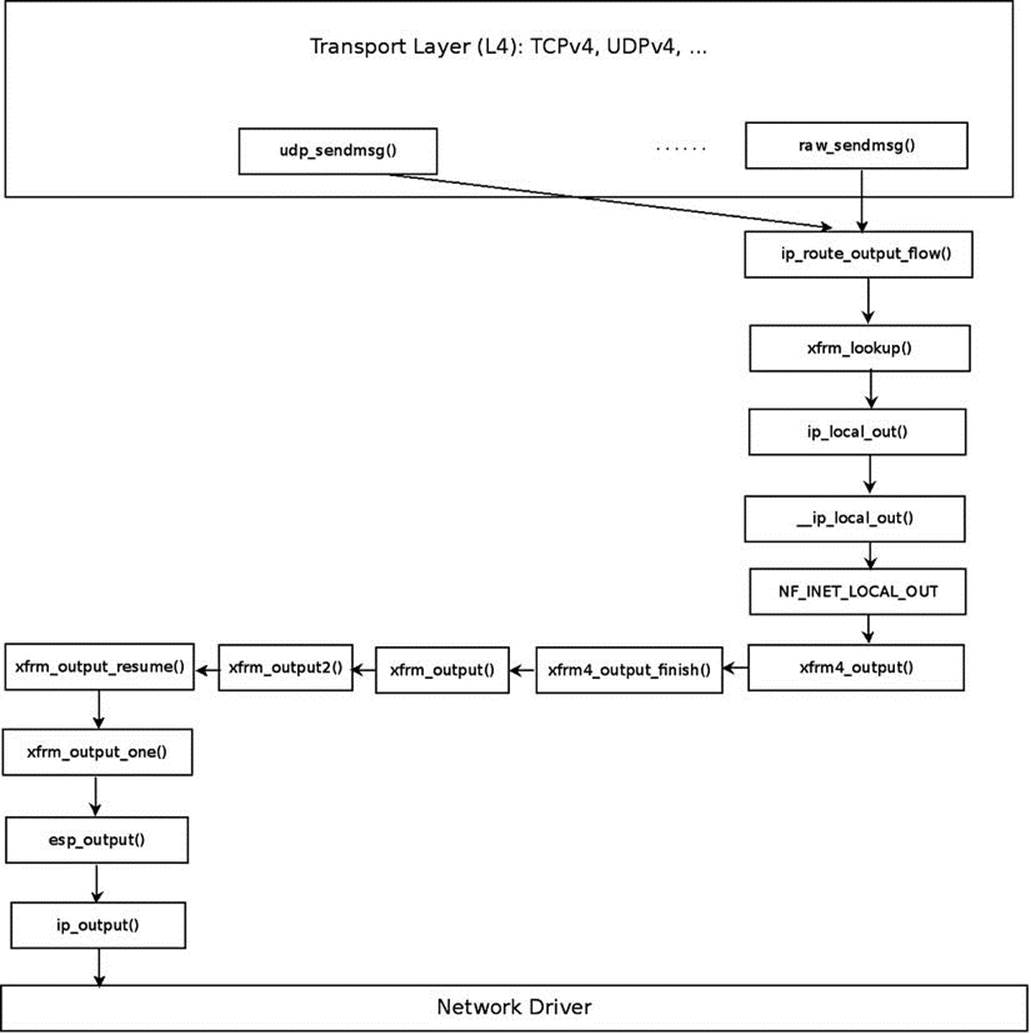 Transport Layer (L4): TCPv4, UDPv4, ...
udp_sendmsg()
......
raw_sendmsg()
ip_route_output_flow()
xfrm_lookup()
ip_local_out()
__ip_local_out()
NF_INET_LOCAL_OUT
xfrm4_output()
xfrm4_output_finish()
xfrm_output()
xfrm_output2()
xfrm_output_resume()
xfrm_output_one()
esp_output()
ip_output()
Network Driver